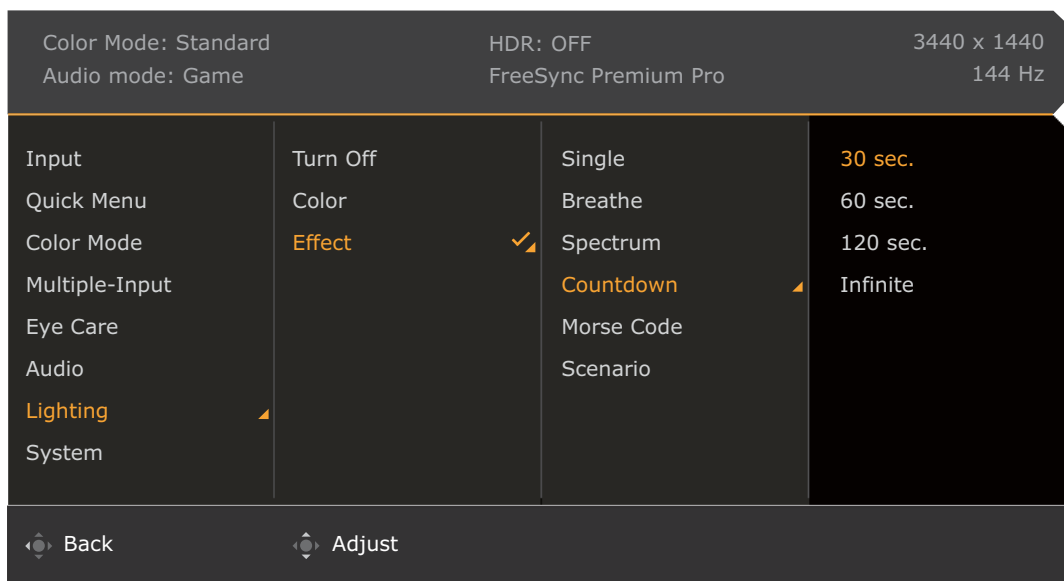 Color Mode: Standard
HDR: OFF
3440 x 1440
Audio mode: Game
FreeSync Premium Pro
144 Hz
Input
Quick Menu
Color Mode
Multiple-Input
Eye Care
Audio
Lighting
System
Turn Off
Color
Effect
Single
Breathe
Spectrum
Countdown
Morse Code
Scenario
30 sec.
60 sec.
120 sec.
Infinite
Back
Adjust